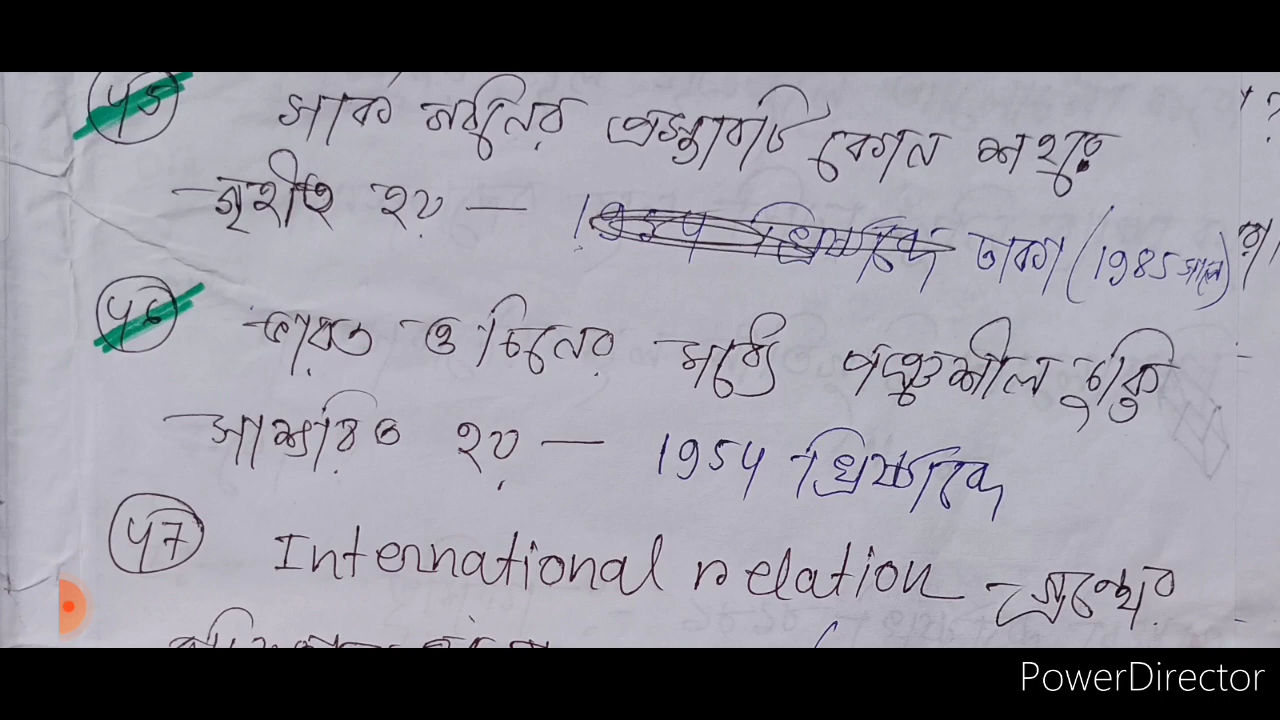 45 সার্ক গঠনের প্রস্তাবটি কোন শহরে
গৃহীত হয় — ঢাকা (1985 সালে)
46 ভারত ও চিনের মধ্যে পঞ্চশীল চুক্তি
সাক্ষরিত হয় — 1954 খ্রিষ্টাব্দে
47 International relation গ্রন্থের
PowerDirector